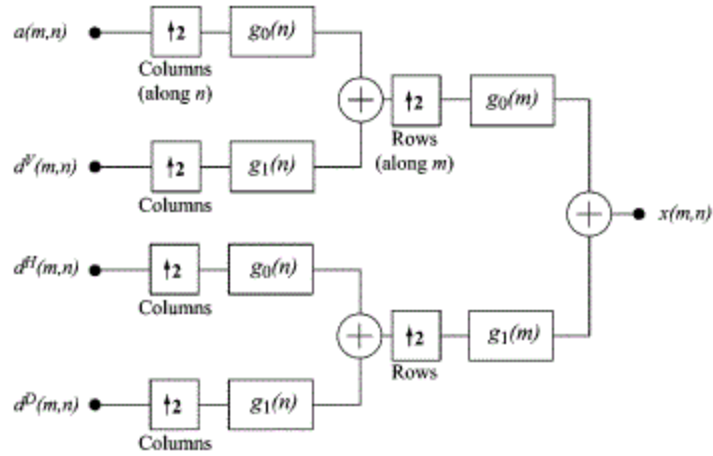 a(m,n)
↑2
g0(n)
Columns
(along n)
↑2
g0(m)
Rows
(along m)
dV(m,n)
↑2
g1(n)
Columns
x(m,n)
dH(m,n)
↑2
g0(n)
Columns
↑2
g1(m)
Rows
dD(m,n)
↑2
g1(n)
Columns